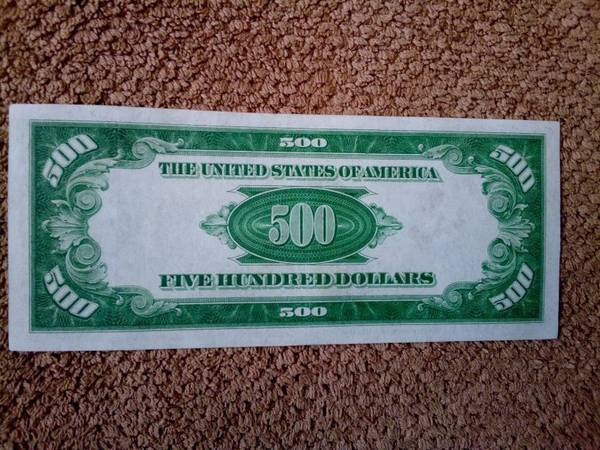 500 500 500
THE UNITED STATES OF AMERICA
500
FIVE HUNDRED DOLLARS
500 500 500